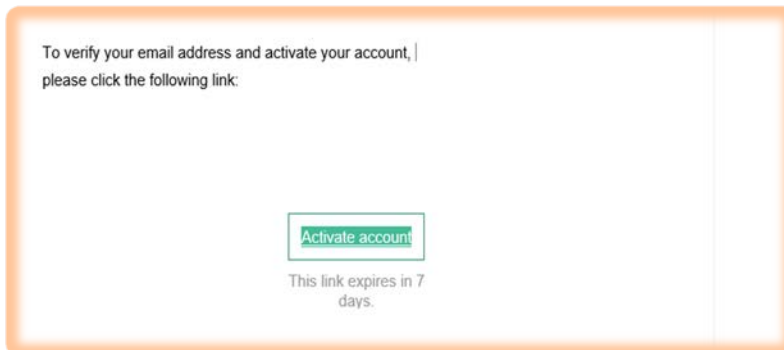 To verify your email address and activate your account,
please click the following link:
Activate account
This link expires in 7
days.